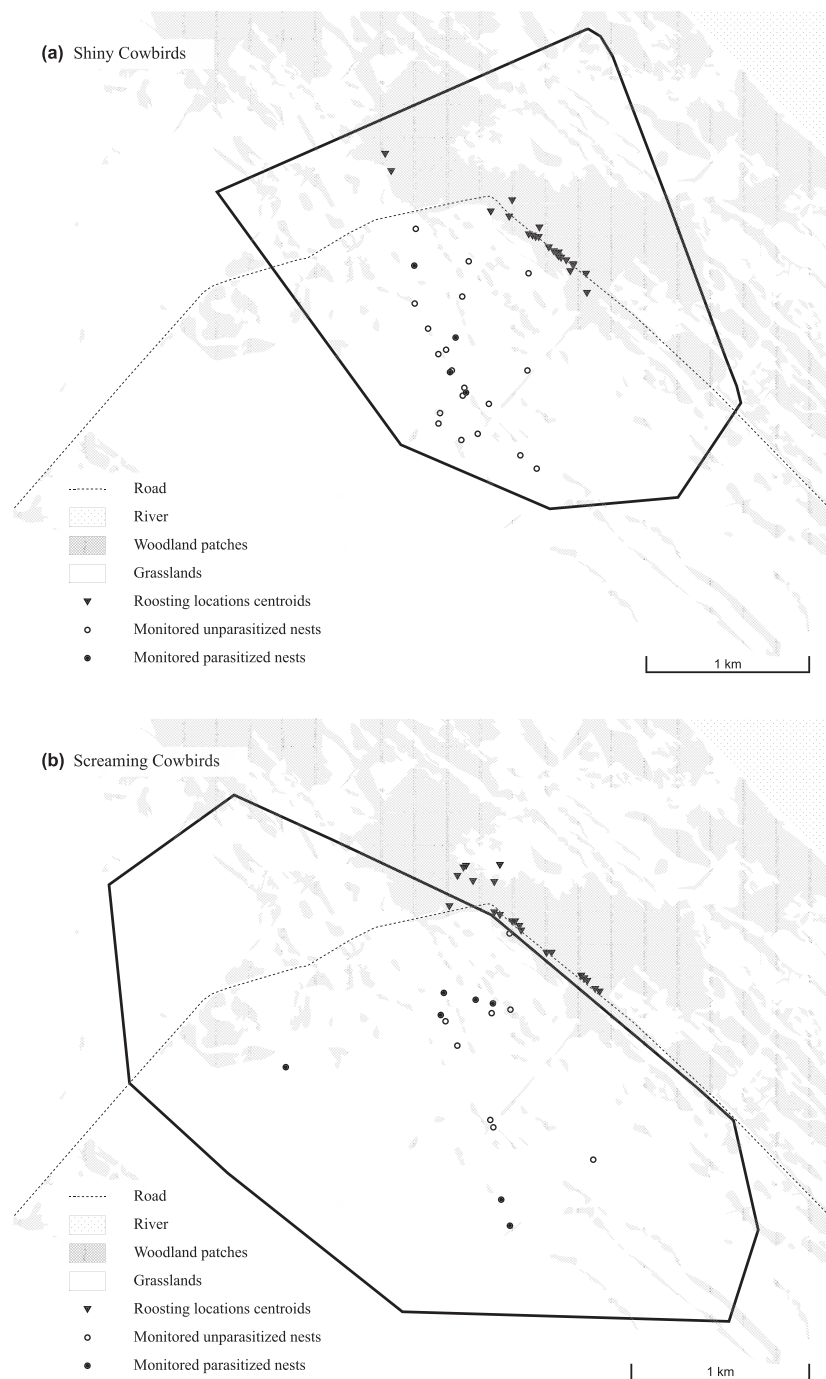 (a) Shiny Cowbirds
Road
River
Woodland patches
Grasslands
Roosting locations centroids
Monitored unparasitized nests
Monitored parasitized nests
1 km
(b) Screaming Cowbirds
Road
River
Woodland patches
Grasslands
Roosting locations centroids
Monitored unparasitized nests
Monitored parasitized nests
1 km